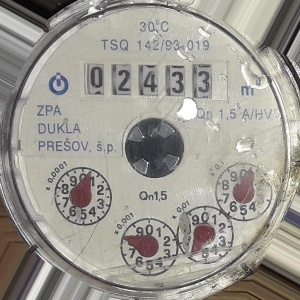 30°C
TSQ 142/93-019
02433 m³
ZPA
DUKLA
PREŠOV, š.p.
Qn 1,5 A/HV
Qn1,5
x 0,0001
x 0,01
x 0,1